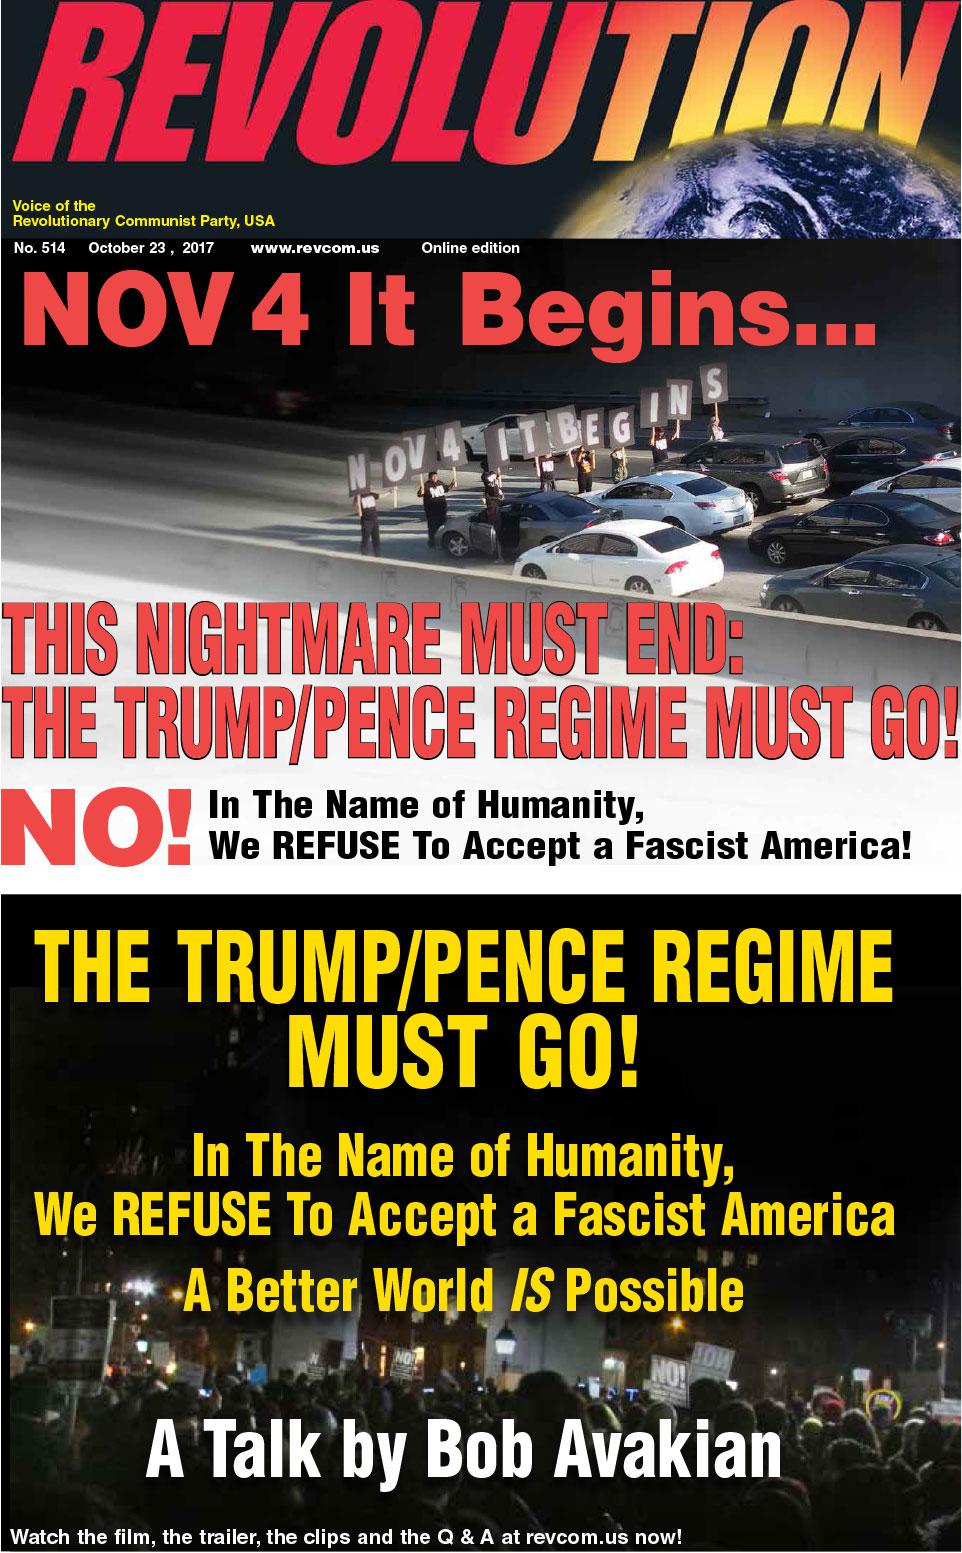 REVOLUTION
Voice of the
Revolutionary Communist Party, USA
No. 514 October 23 , 2017 www.revcom.us Online edition
NOV 4 It Begins...
NOV 4 IT BEGINS
THIS NIGHTMARE MUST END:
THE TRUMP/PENCE REGIME MUST GO!
NO! In The Name of Humanity,
We REFUSE To Accept a Fascist America!
THE TRUMP/PENCE REGIME
MUST GO!
In The Name of Humanity,
We REFUSE To Accept a Fascist America
A Better World IS Possible
NO!
NO!
NO!
A Talk by Bob Avakian
Watch the film, the trailer, the clips and the Q & A at revcom.us now!